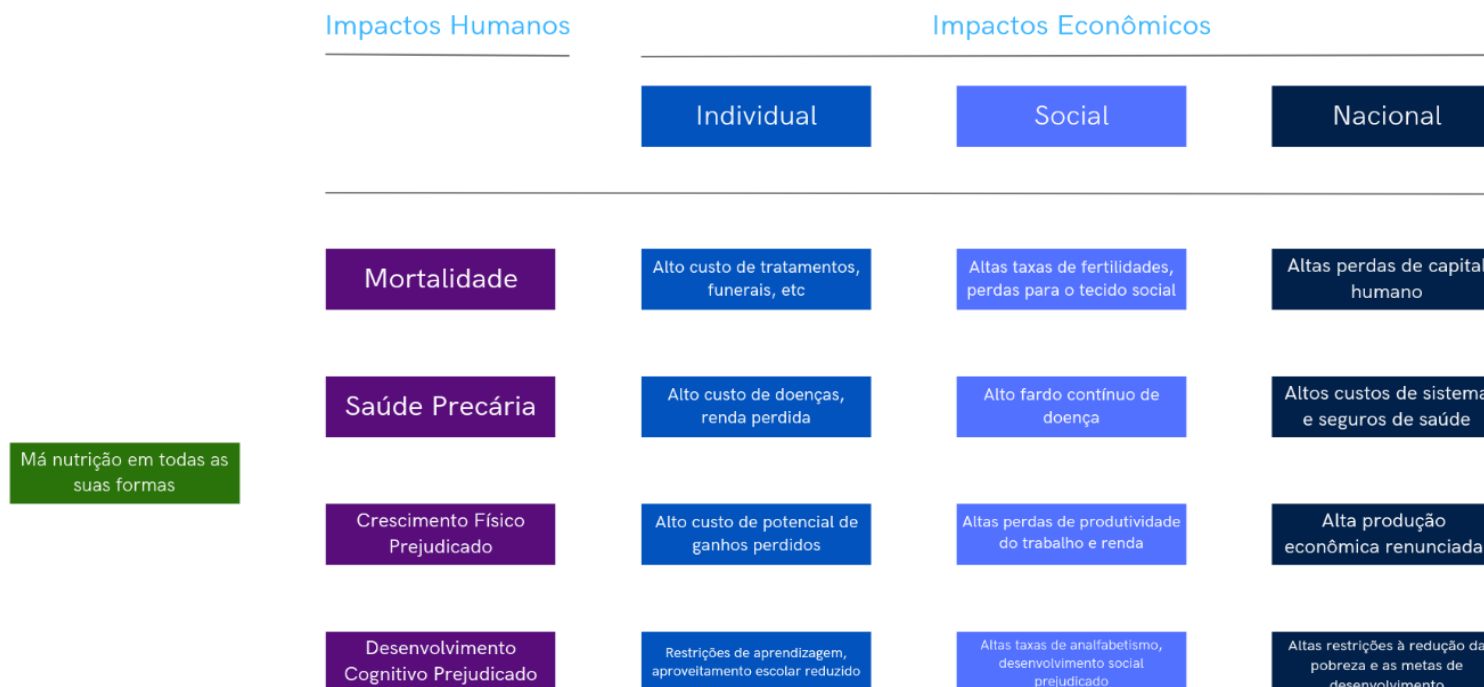 Impactos Humanos
Impactos Econômicos
Individual
Social
Nacional
Mortalidade
Alto custo de tratamentos,
funerais, etc
Altas taxas de fertilidades,
perdas para o tecido social
Altas perdas de capital
humano
Saúde Precária
Alto custo de doenças,
renda perdida
Alto fardo contínuo de
doença
Altos custos de sistema
e seguros de saúde
Má nutrição em todas as
suas formas
Crescimento Físico
Prejudicado
Alto custo de potencial de
ganhos perdidos
Altas perdas de produtividade
do trabalho e renda
Alta produção
econômica renunciada
Desenvolvimento
Cognitivo Prejudicado
Restrições de aprendizagem,
aproveitamento escolar reduzido
Altas taxas de analfabetismo,
desenvolvimento social
prejudicado
Altas restrições à redução da
pobreza e as metas de
desenvolvimento